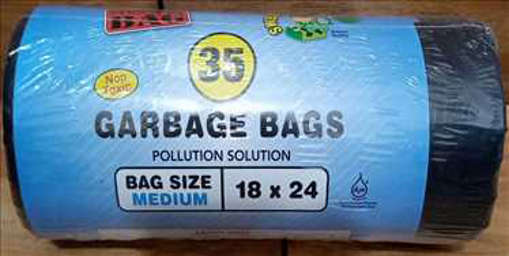 35
Non
Toxic
GARBAGE BAGS
POLLUTION SOLUTION
BAG SIZE
MEDIUM
18 x 24